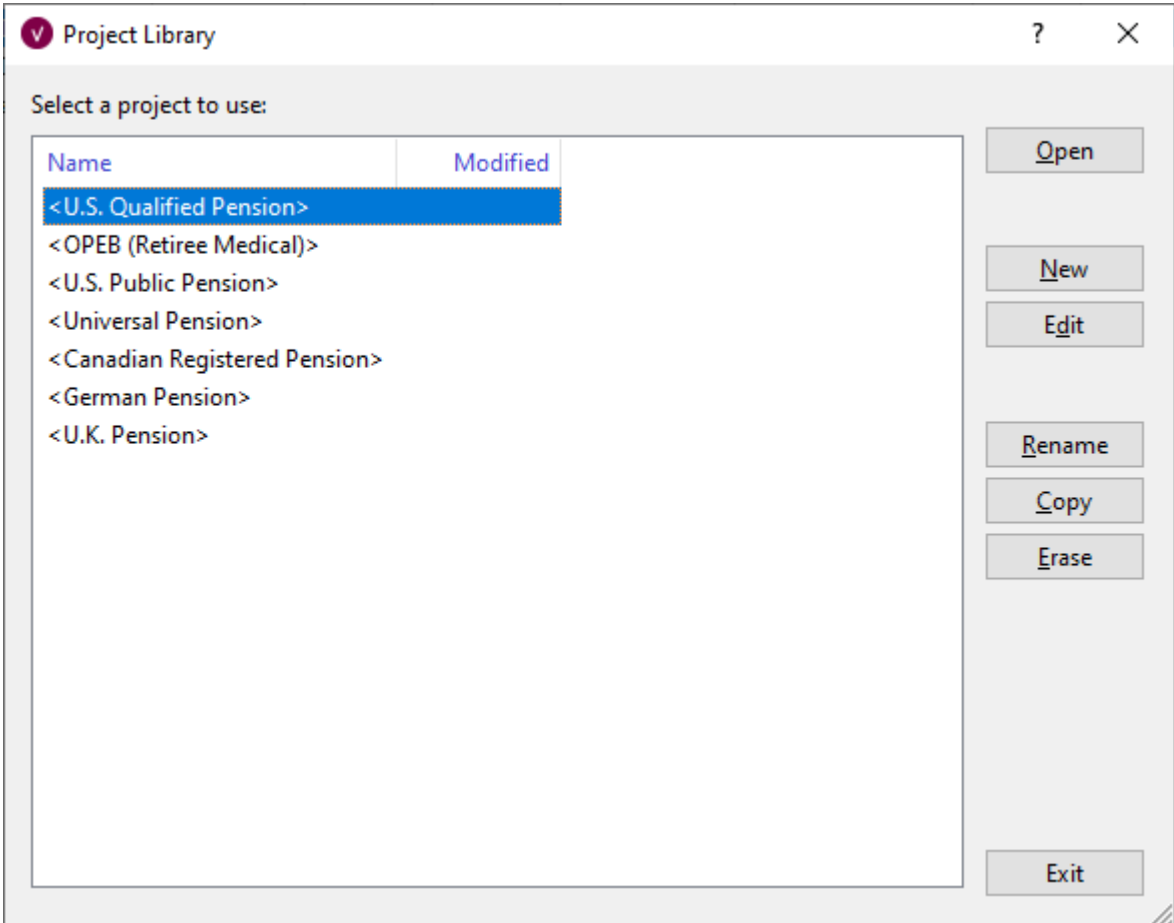 V Project Library ? ×
Select a project to use:
Name Modified
<U.S. Qualified Pension>
<OPEB (Retiree Medical)>
<U.S. Public Pension>
<Universal Pension>
<Canadian Registered Pension>
<German Pension>
<U.K. Pension>
Open
New
Edit
Rename
Copy
Erase
Exit